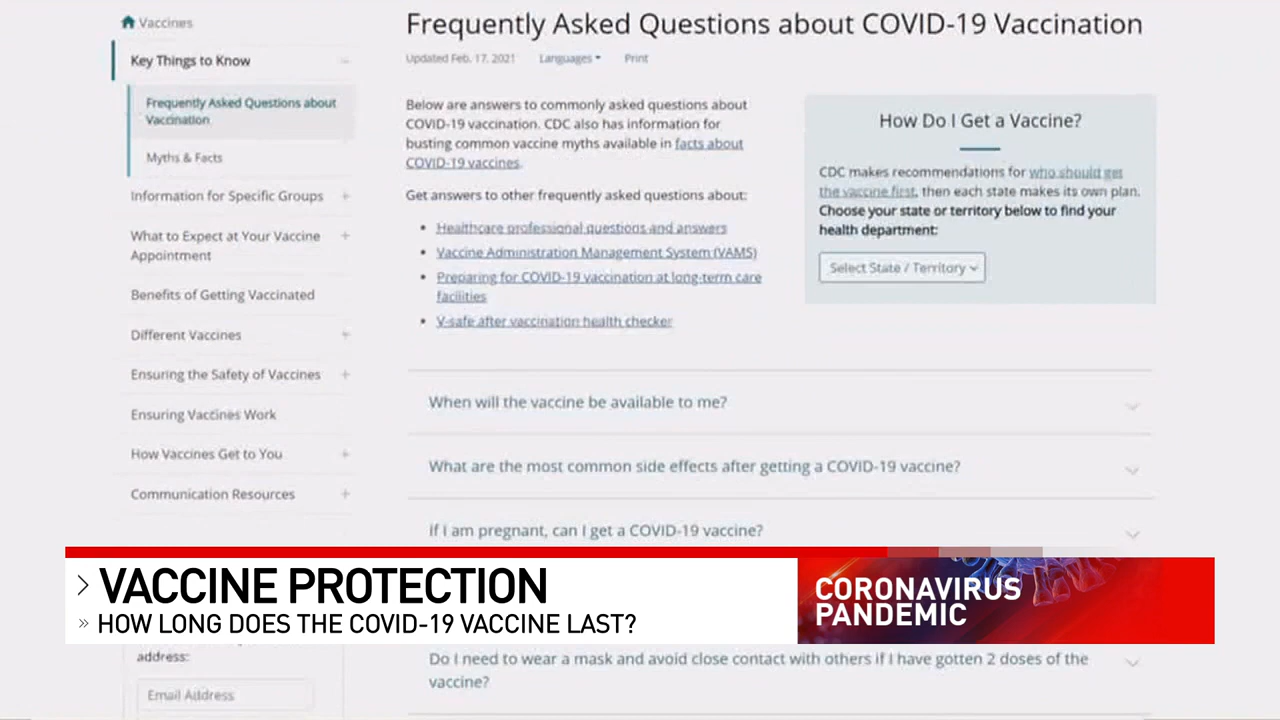 Vaccines
Key Things to Know
Frequently Asked Questions about
Vaccination
Myths & Facts
Information for Specific Groups
What to Expect at Your Vaccine
Appointment
Benefits of Getting Vaccinated
Different Vaccines
Ensuring the Safety of Vaccines
Ensuring Vaccines Work
How Vaccines Get to You
Communication Resources
address:
Email Address
Frequently Asked Questions about COVID-19 Vaccination
Updated Feb. 17, 2021
Languages
Print
Below are answers to commonly asked questions about
COVID-19 vaccination. CDC also has information for
busting common vaccine myths available in facts about
COVID-19 vaccines.
Get answers to other frequently asked questions about:
• Healthcare professional questions and answers
• Vaccine Administration Management System (VAMS)
• Preparing for COVID-19 vaccination at long-term care
facilities
• V-safe after vaccination health checker
How Do I Get a Vaccine?
CDC makes recommendations for who should get
the vaccine first, then each state makes its own plan.
Choose your state or territory below to find your
health department:
Select State / Territory
When will the vaccine be available to me?
What are the most common side effects after getting a COVID-19 vaccine?
If I am pregnant, can I get a COVID-19 vaccine?
Do I need to wear a mask and avoid close contact with others if I have gotten 2 doses of the
vaccine?
VACCINE PROTECTION
HOW LONG DOES THE COVID-19 VACCINE LAST?
CORONAVIRUS
PANDEMIC